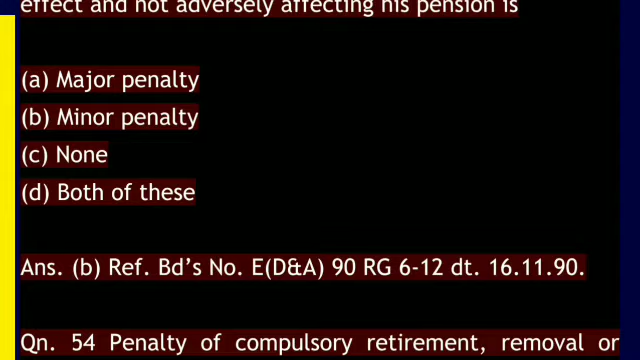 effect and not adversely affecting his pension is
(a) Major penalty
(b) Minor penalty
(c) None
(d) Both of these
Ans. (b) Ref. Bd's No. E(D&A) 90 RG 6-12 dt. 16.11.90.
Qn. 54 Penalty of compulsory retirement, removal or